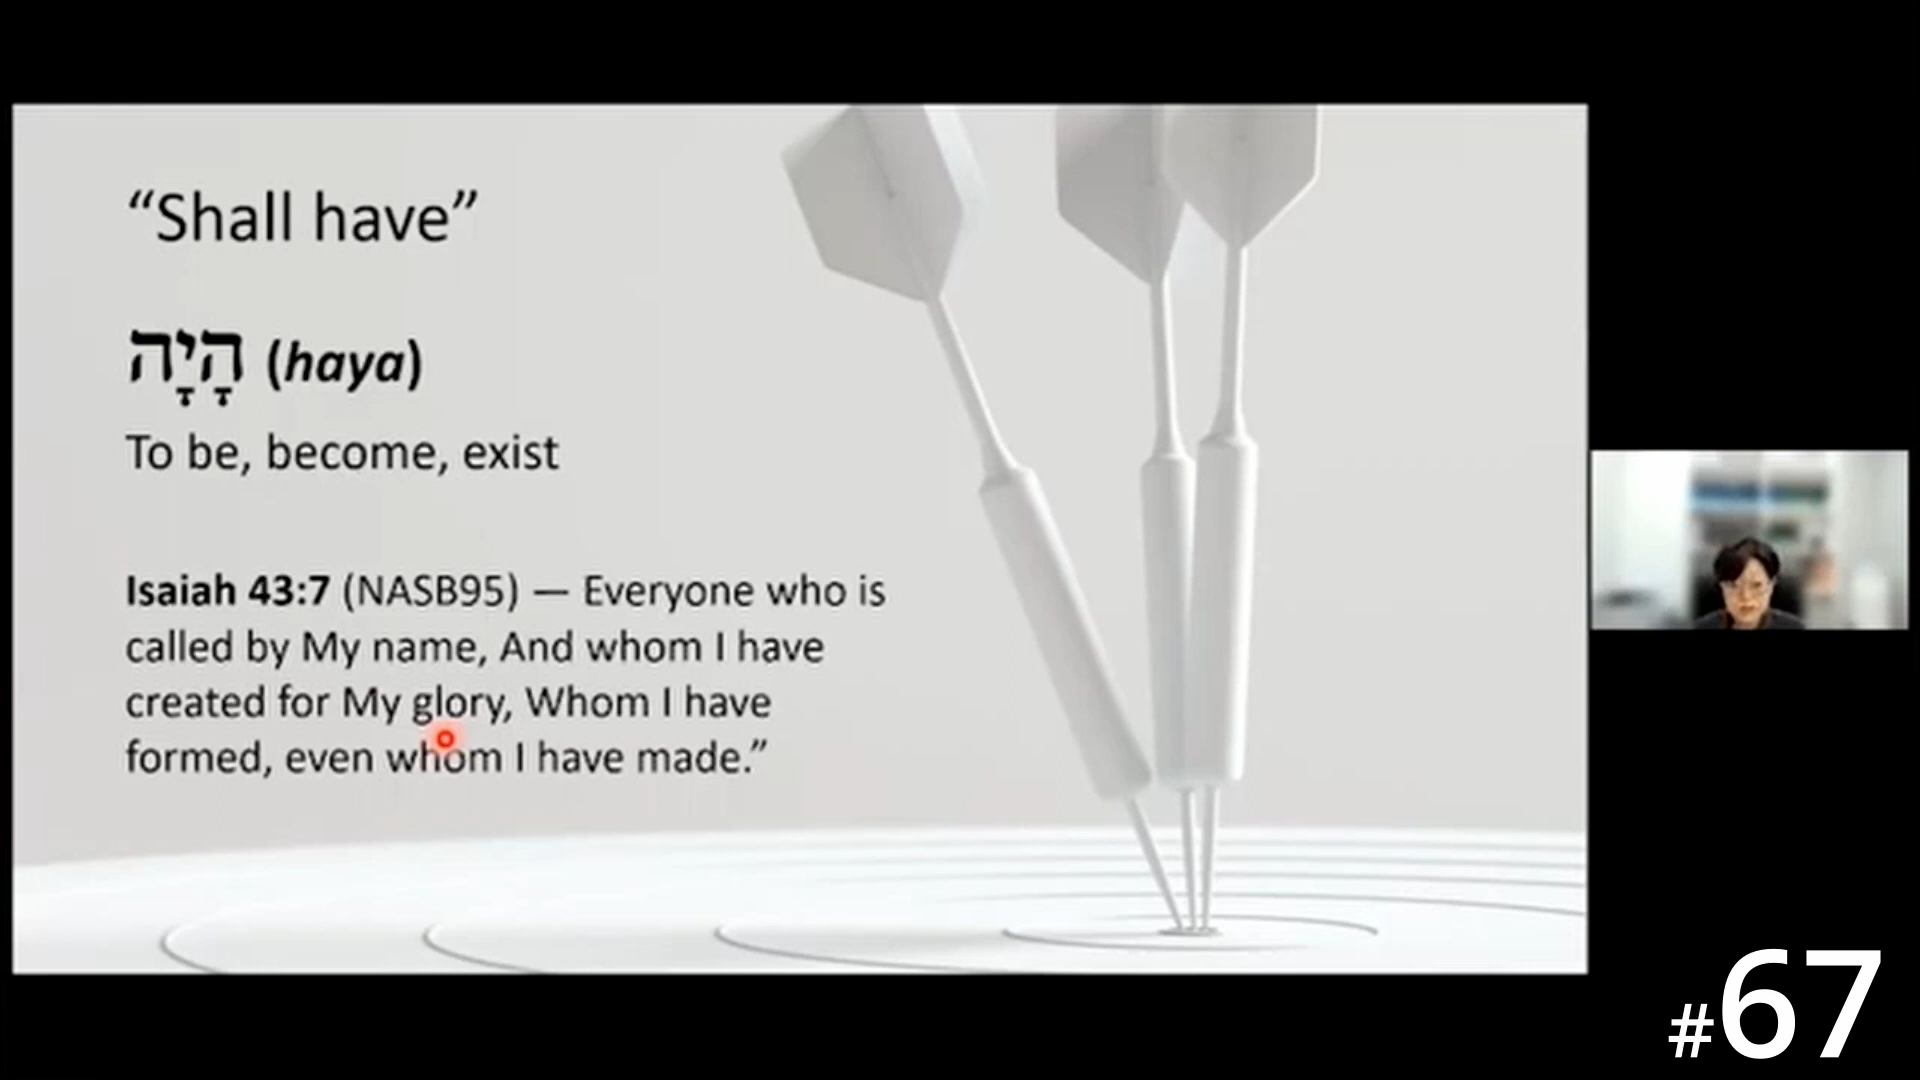 “Shall have”
הָיָה (haya)
To be, become, exist
Isaiah 43:7 (NASB95) — Everyone who is
called by My name, And whom I have
created for My glory, Whom I have
formed, even whom I have made.”
#67